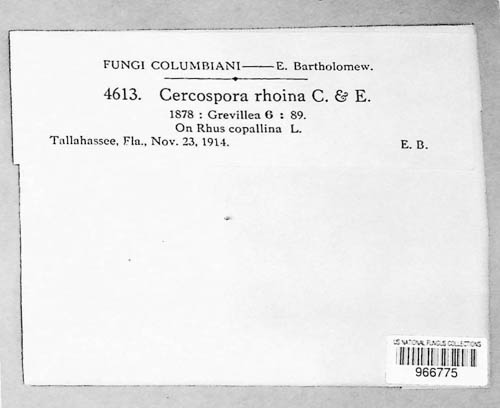 FUNGI COLUMBIANI—E. Bartholomew.
4613. Cercospora rhoina C. & E.
1878 : Grevillea 6 : 89.
On Rhus copallina L.
Tallahassee, Fla., Nov. 23, 1914. E. B.
US NATIONAL FUNGUS COLLECTIONS
966775